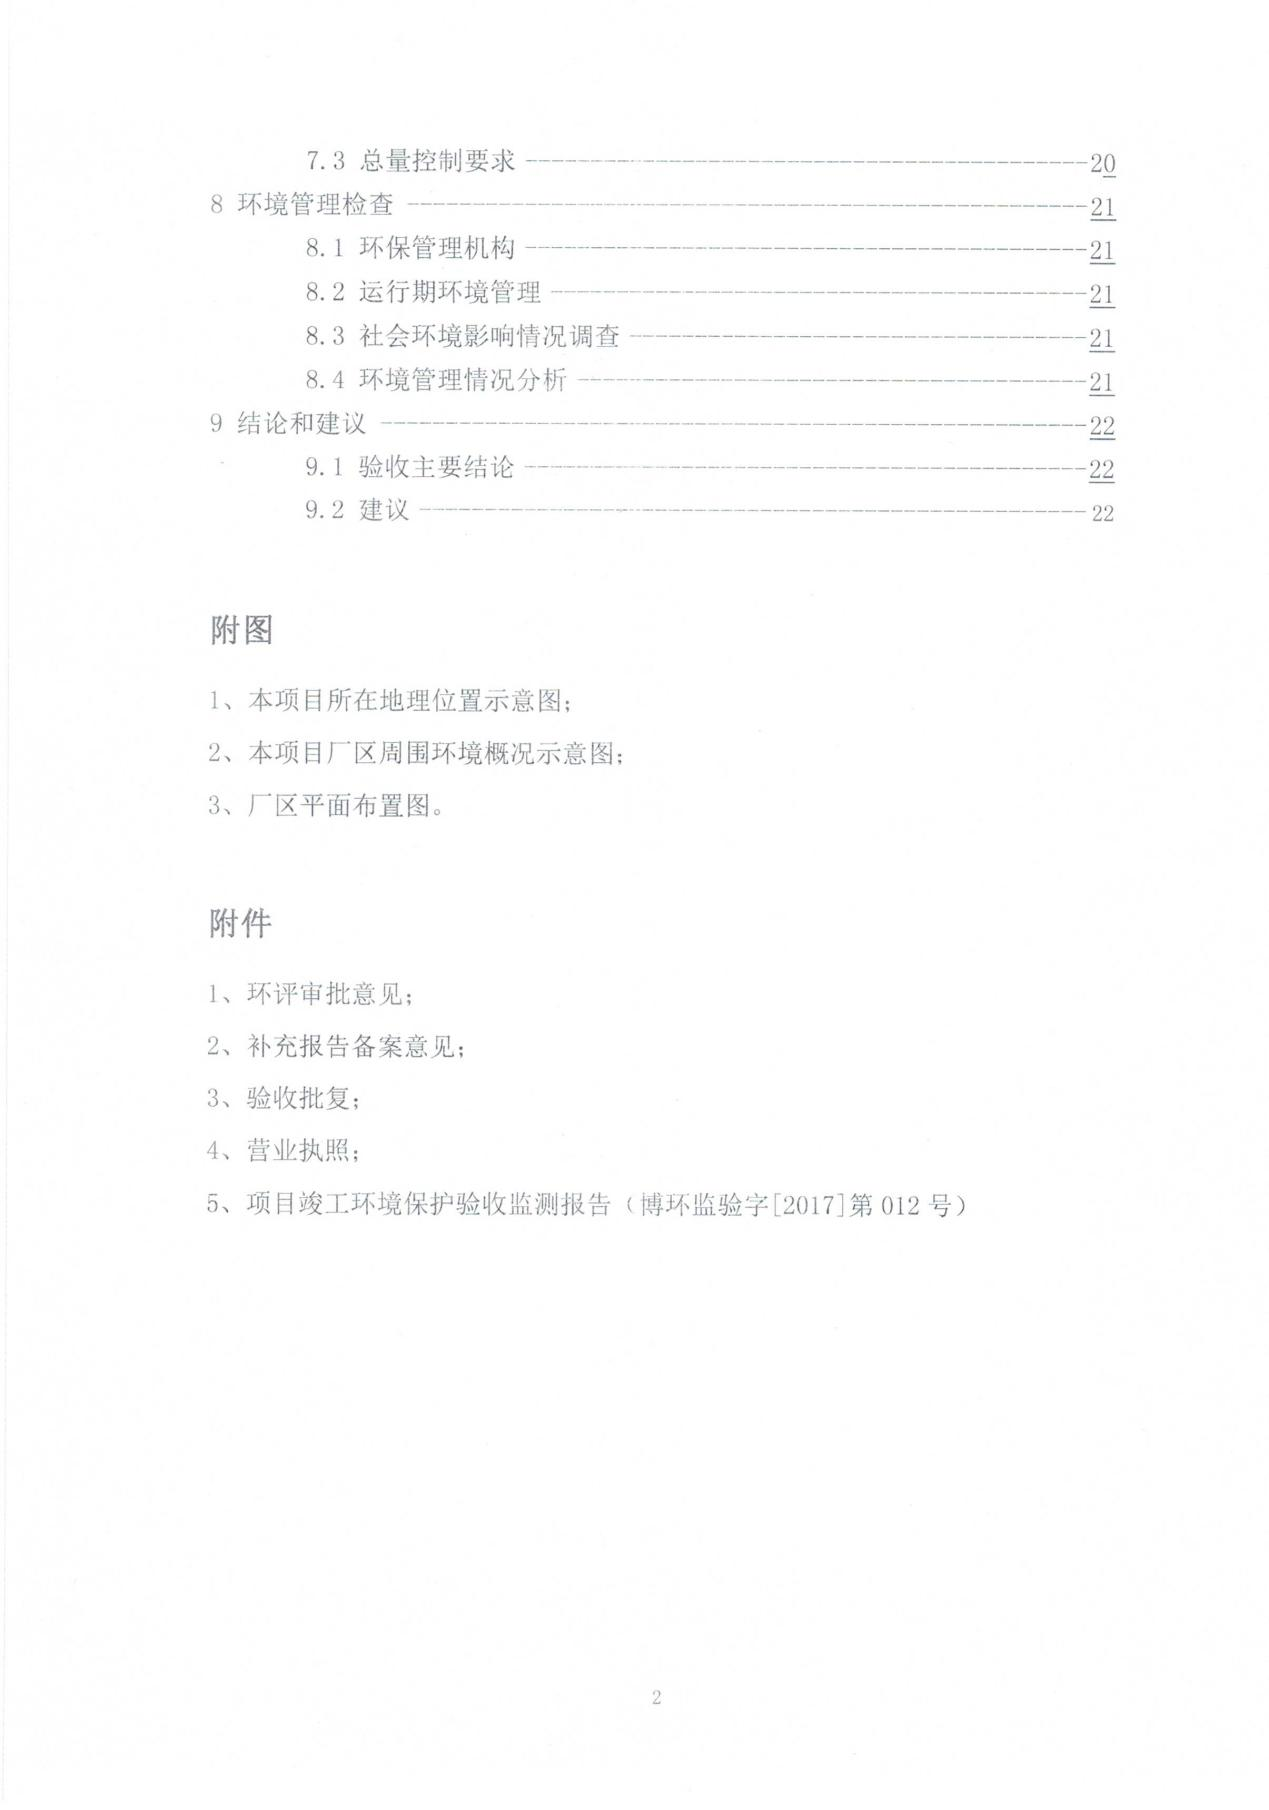 7.3 总量控制要求 ------------------------------------------20
8 环境管理检查 ---------------------------------------------------21
8.1 环保管理机构 ------------------------------------------21
8.2 运行期环境管理 ----------------------------------------21
8.3 社会环境影响情况调查 ----------------------------------21
8.4 环境管理情况分析 --------------------------------------21
9 结论和建议 -----------------------------------------------------22
9.1 验收主要结论 ------------------------------------------22
9.2 建议 --------------------------------------------------22
附图
1、本项目所在地理位置示意图；
2、本项目厂区周围环境概况示意图；
3、厂区平面布置图。
附件
1、环评审批意见；
2、补充报告备案意见；
3、验收批复；
4、营业执照；
5、项目竣工环境保护验收监测报告（博环监验字[2017]第 012 号）
2